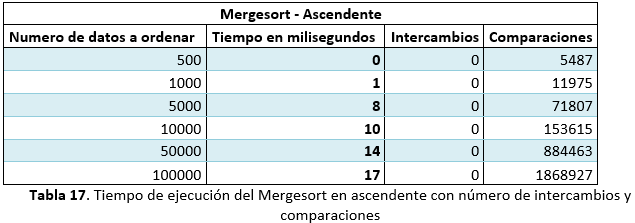 Mergesort - Ascendente
Numero de datos a ordenar Tiempo en milisegundos Intercambios Comparaciones
500 0 0 5487
1000 1 0 11975
5000 8 0 71807
10000 10 0 153615
50000 14 0 884463
100000 17 0 1868927
Tabla 17. Tiempo de ejecución del Mergesort en ascendente con número de intercambios y
comparaciones